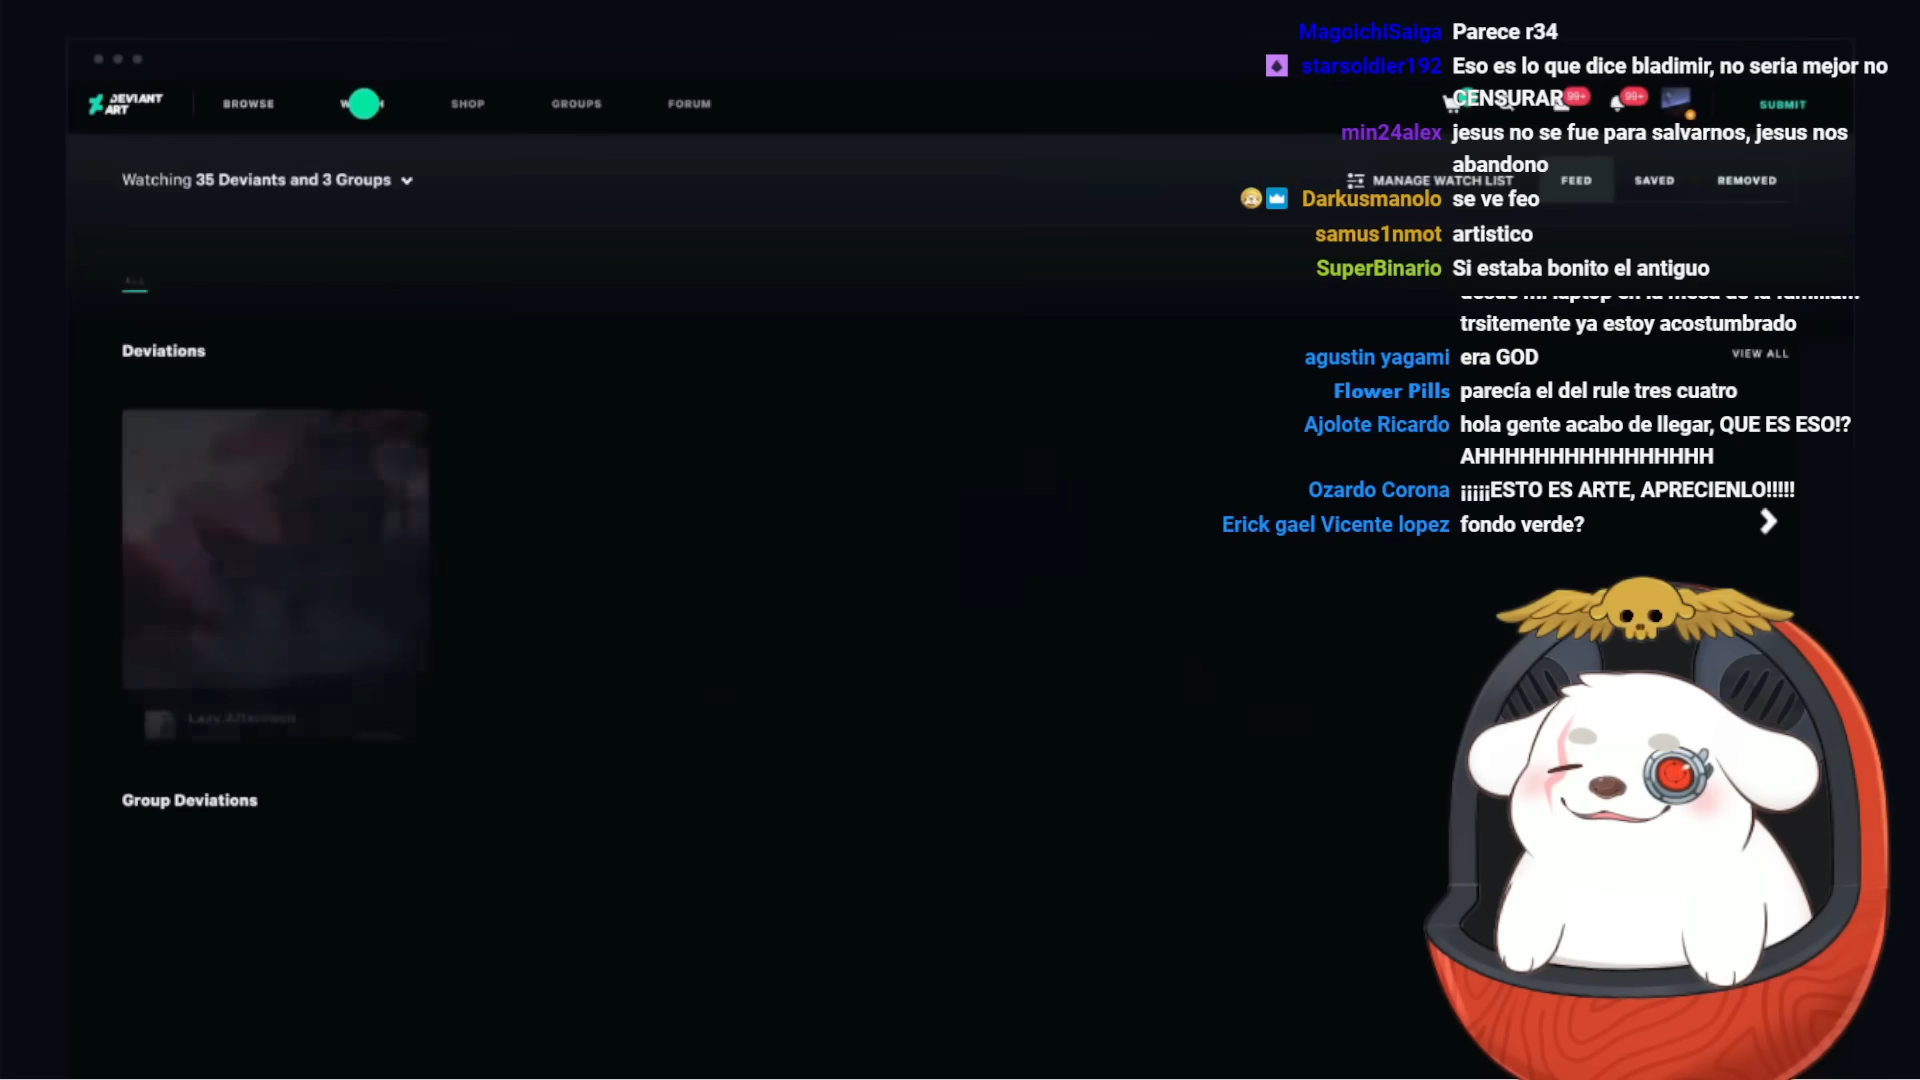 MagoichiSaiga Parece r34
starsoldier192 Eso es lo que dice bladimir, no seria mejor no
CENSURAR
DEVIANT
ART
BROWSE
SHOP
GROUPS
FORUM
99+
99+
SUBMIT
min24alex jesus no se fue para salvarnos, jesus nos
abandono
Watching 35 Deviants and 3 Groups
MANAGE WATCH LIST
FEED
SAVED
REMOVED
Darkusmanolo se ve feo
samus1nmot artistico
SuperBinario Si estaba bonito el antiguo
ALL
trsitemente ya estoy acostumbrado
Deviations
VIEW ALL
agustin yagami era GOD
Flower Pills parecía el del rule tres cuatro
Ajolote Ricardo hola gente acabo de llegar, QUE ES ESO!?
AHHHHHHHHHHHHHHHH
Ozardo Corona ¡¡¡¡¡ESTO ES ARTE, APRECIENLO!!!!!
Erick gael Vicente lopez fondo verde?
Lazy Afternoon
Group Deviations